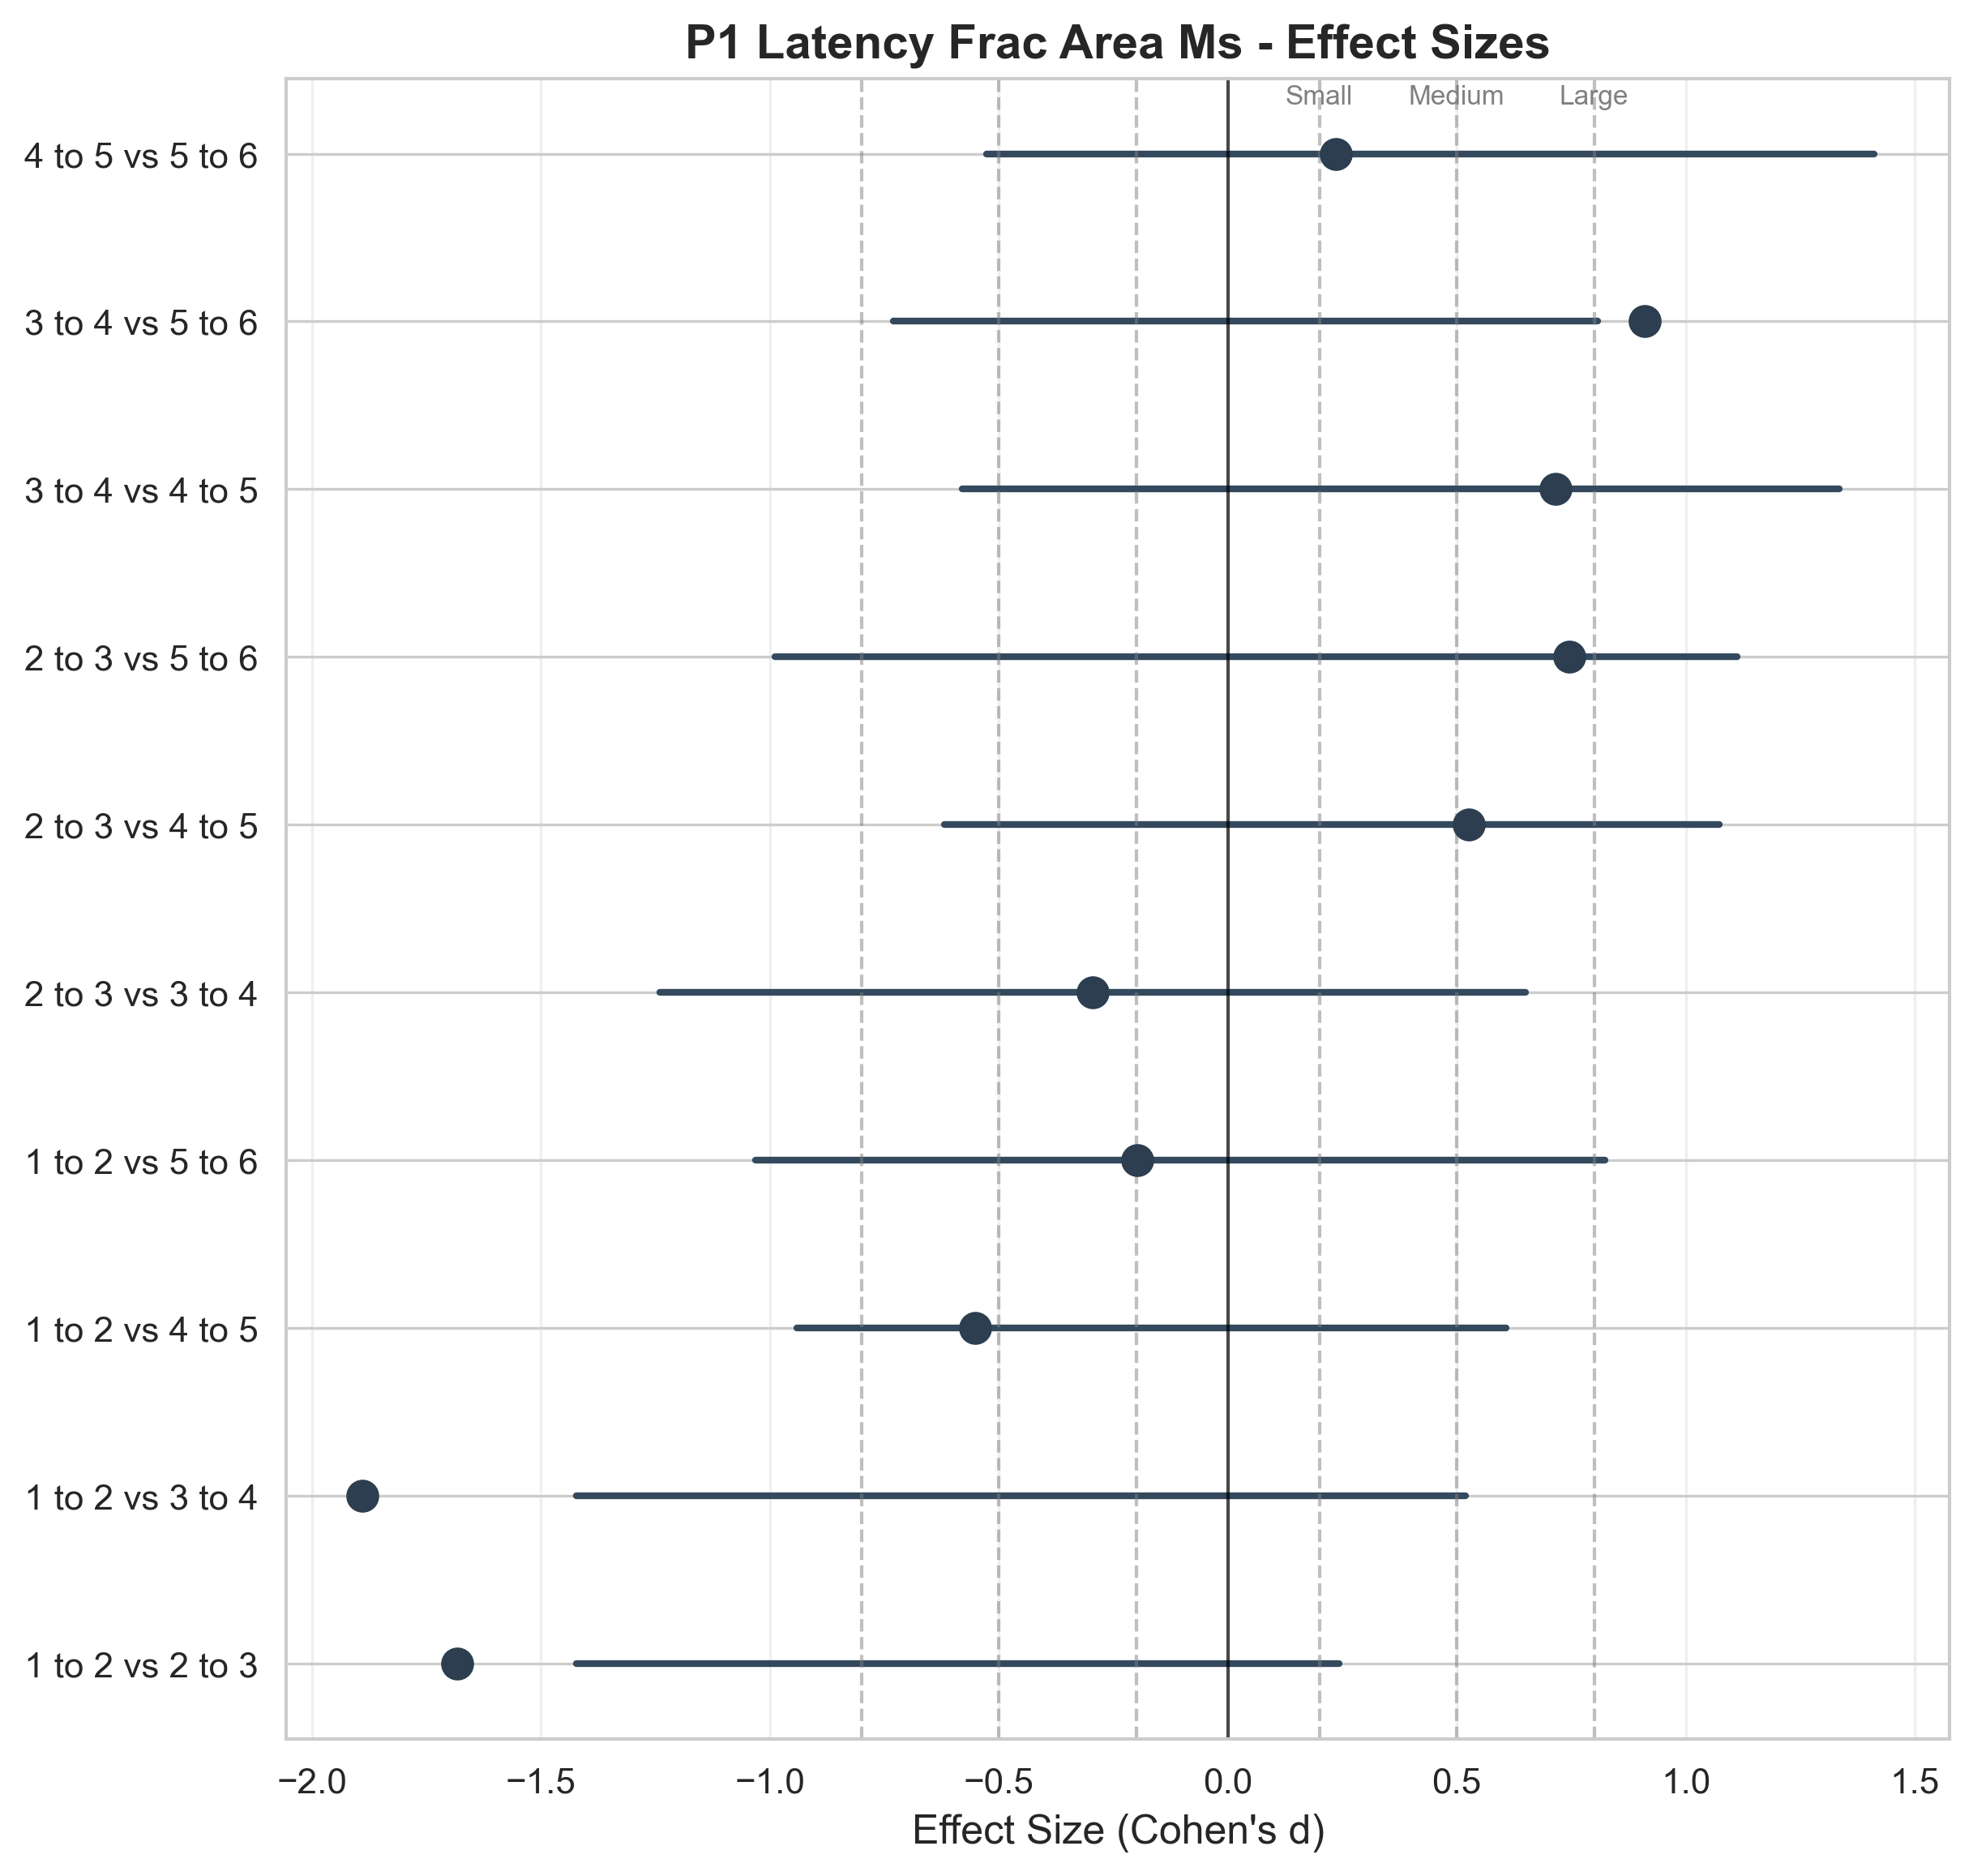 P1 Latency Frac Area Ms - Effect Sizes
Small Medium Large
4 to 5 vs 5 to 6
3 to 4 vs 5 to 6
3 to 4 vs 4 to 5
2 to 3 vs 5 to 6
2 to 3 vs 4 to 5
2 to 3 vs 3 to 4
1 to 2 vs 5 to 6
1 to 2 vs 4 to 5
1 to 2 vs 3 to 4
1 to 2 vs 2 to 3
−2.0 −1.5 −1.0 −0.5 0.0 0.5 1.0 1.5
Effect Size (Cohen's d)